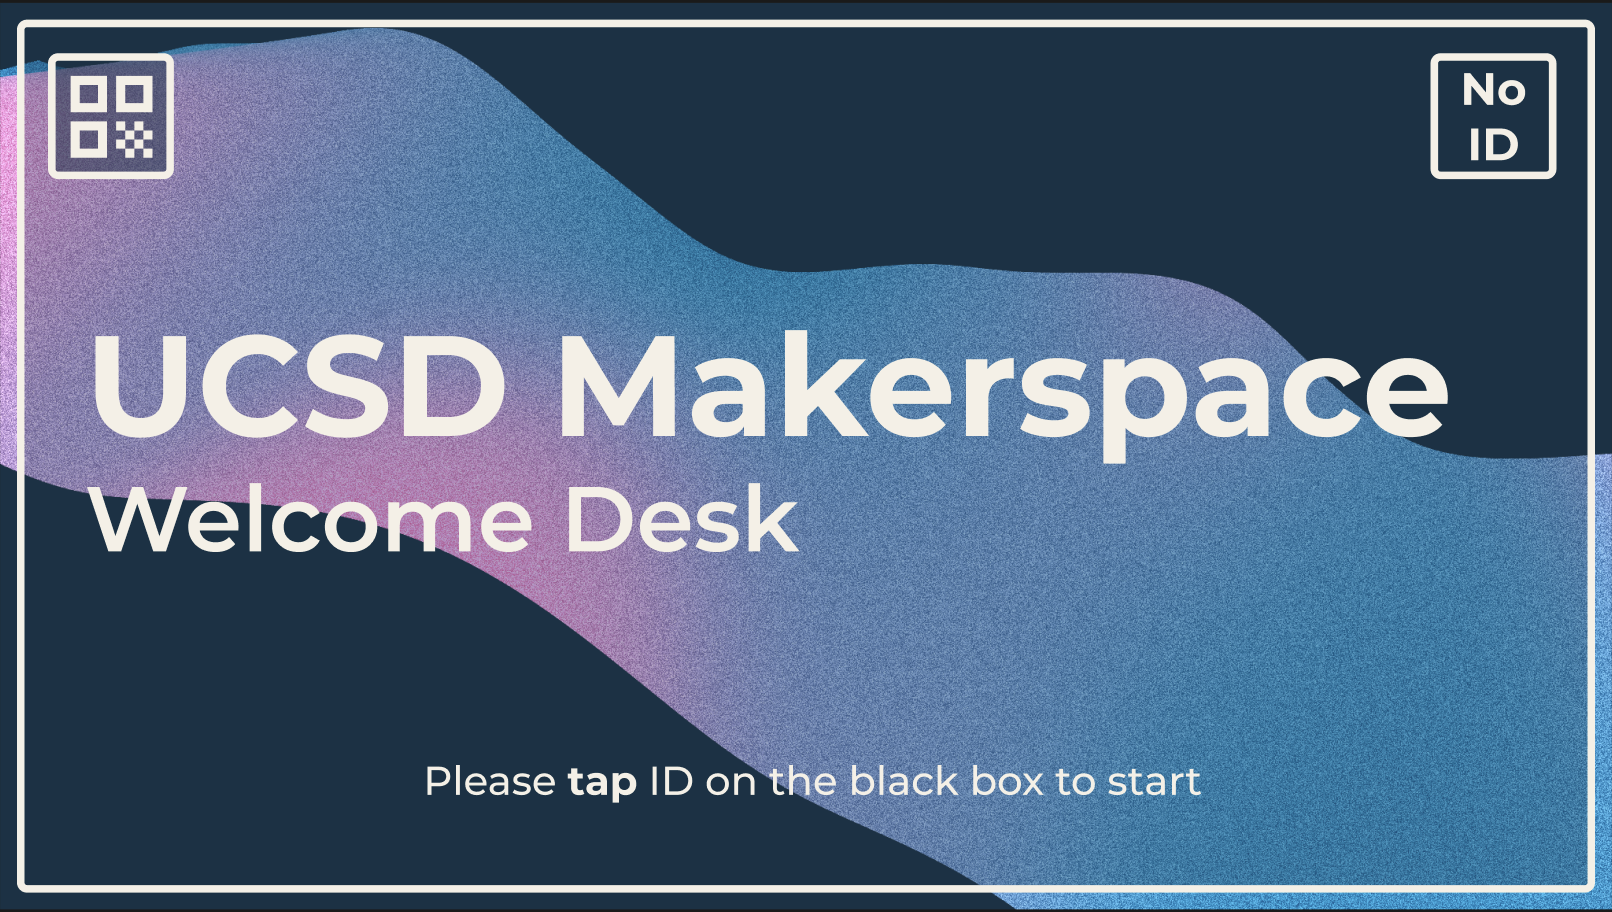 No
ID
UCSD Makerspace
Welcome Desk
Please tap ID on the black box to start